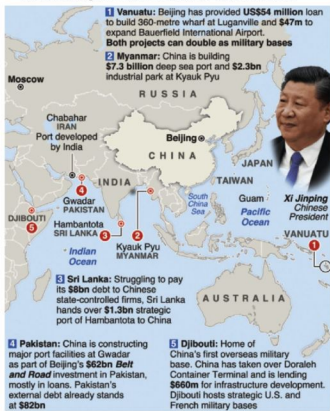 1 Vanuatu: Beijing has provided US$54 million loan
to build 360-metre wharf at Luganville and $47m to
expand Bauerfield International Airport.
Both projects can double as military bases
2 Myanmar: China is building
$7.3 billion deep sea port and $2.3bn
industrial park at Kyauk Pyu
Moscow
RUSSIA
Chabahar
IRAN
Port developed
by India
Beijing
CHINA
JAPAN
TAIWAN
INDIA
4
Gwadar
PAKISTAN
South
China
Sea
Guam
Pacific
Ocean
Xi Jinping
Chinese
President
DJIBOUTI
5
Hambantota
SRI LANKA
3
2
Kyauk Pyu
MYANMAR
VANUATU
1
Indian
Ocean
3 Sri Lanka: Struggling to pay
its $8bn debt to Chinese
state-controlled firms, Sri Lanka
hands over $1.3bn strategic
port of Hambantota to China
AUSTRALIA
4 Pakistan: China is constructing
major port facilities at Gwadar
as part of Beijing's $62bn Belt
and Road investment in Pakistan,
mostly in loans. Pakistan's
external debt already stands
at $82bn
5 Djibouti: Home of
China's first overseas military
base. China has taken over Doraleh
Container Terminal and is lending
$660m for infrastructure development.
Djibouti hosts strategic U.S. and
French military bases